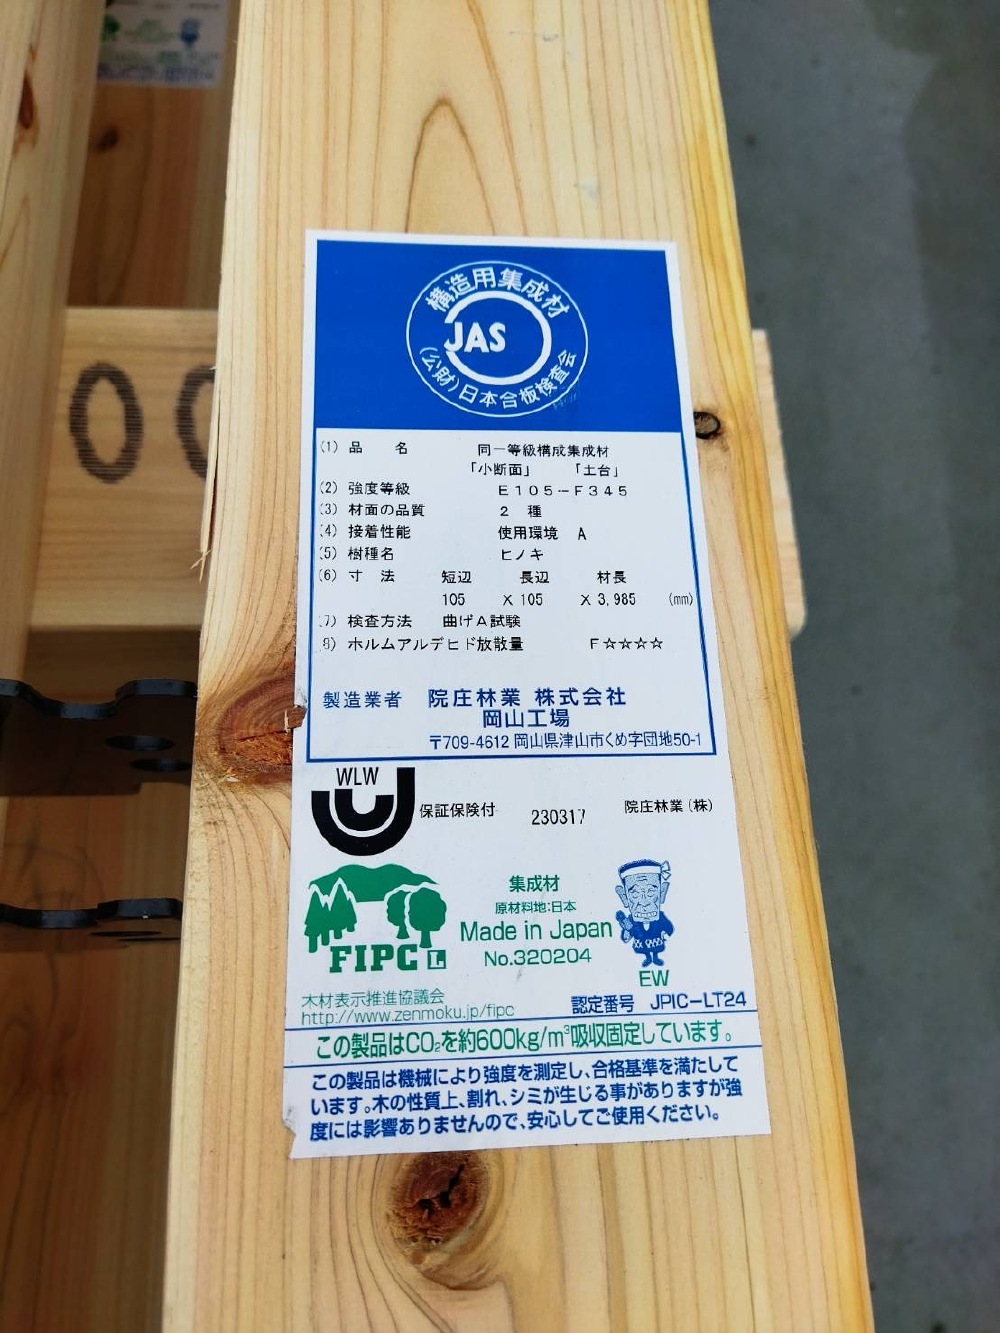 構造用集成材
JAS
(公財)日本合板検査会
(1) 品 名 同一等級構成集成材
「小断面」 「土台」
(2) 強度等級 E105-F345
(3) 材面の品質 2 種
(4) 接着性能 使用環境 A
(5) 樹種名 ヒノキ
(6) 寸 法 短辺 長辺 材長
105 X 105 X 3,985 (mm)
(7) 検査方法 曲げA試験
(8) ホルムアルデヒド放散量 F☆☆☆☆
製造業者 院庄林業 株式会社
岡山工場
〒709-4612 岡山県津山市くめ字団地50-1
WLW
保証保険付 230317 院庄林業(株)
集成材
原材料地:日本
Made in Japan
No.320204
FIPC L
EW
木材表示推進協議会
http://www.zenmoku.jp/fipc
認定番号 JPIC-LT24
この製品はCO₂を約600kg/m³吸収固定しています。
この製品は機械により強度を測定し、合格基準を満たして
います。木の性質上、割れ、シミが生じる事がありますが強
度には影響ありませんので、安心してご使用ください。